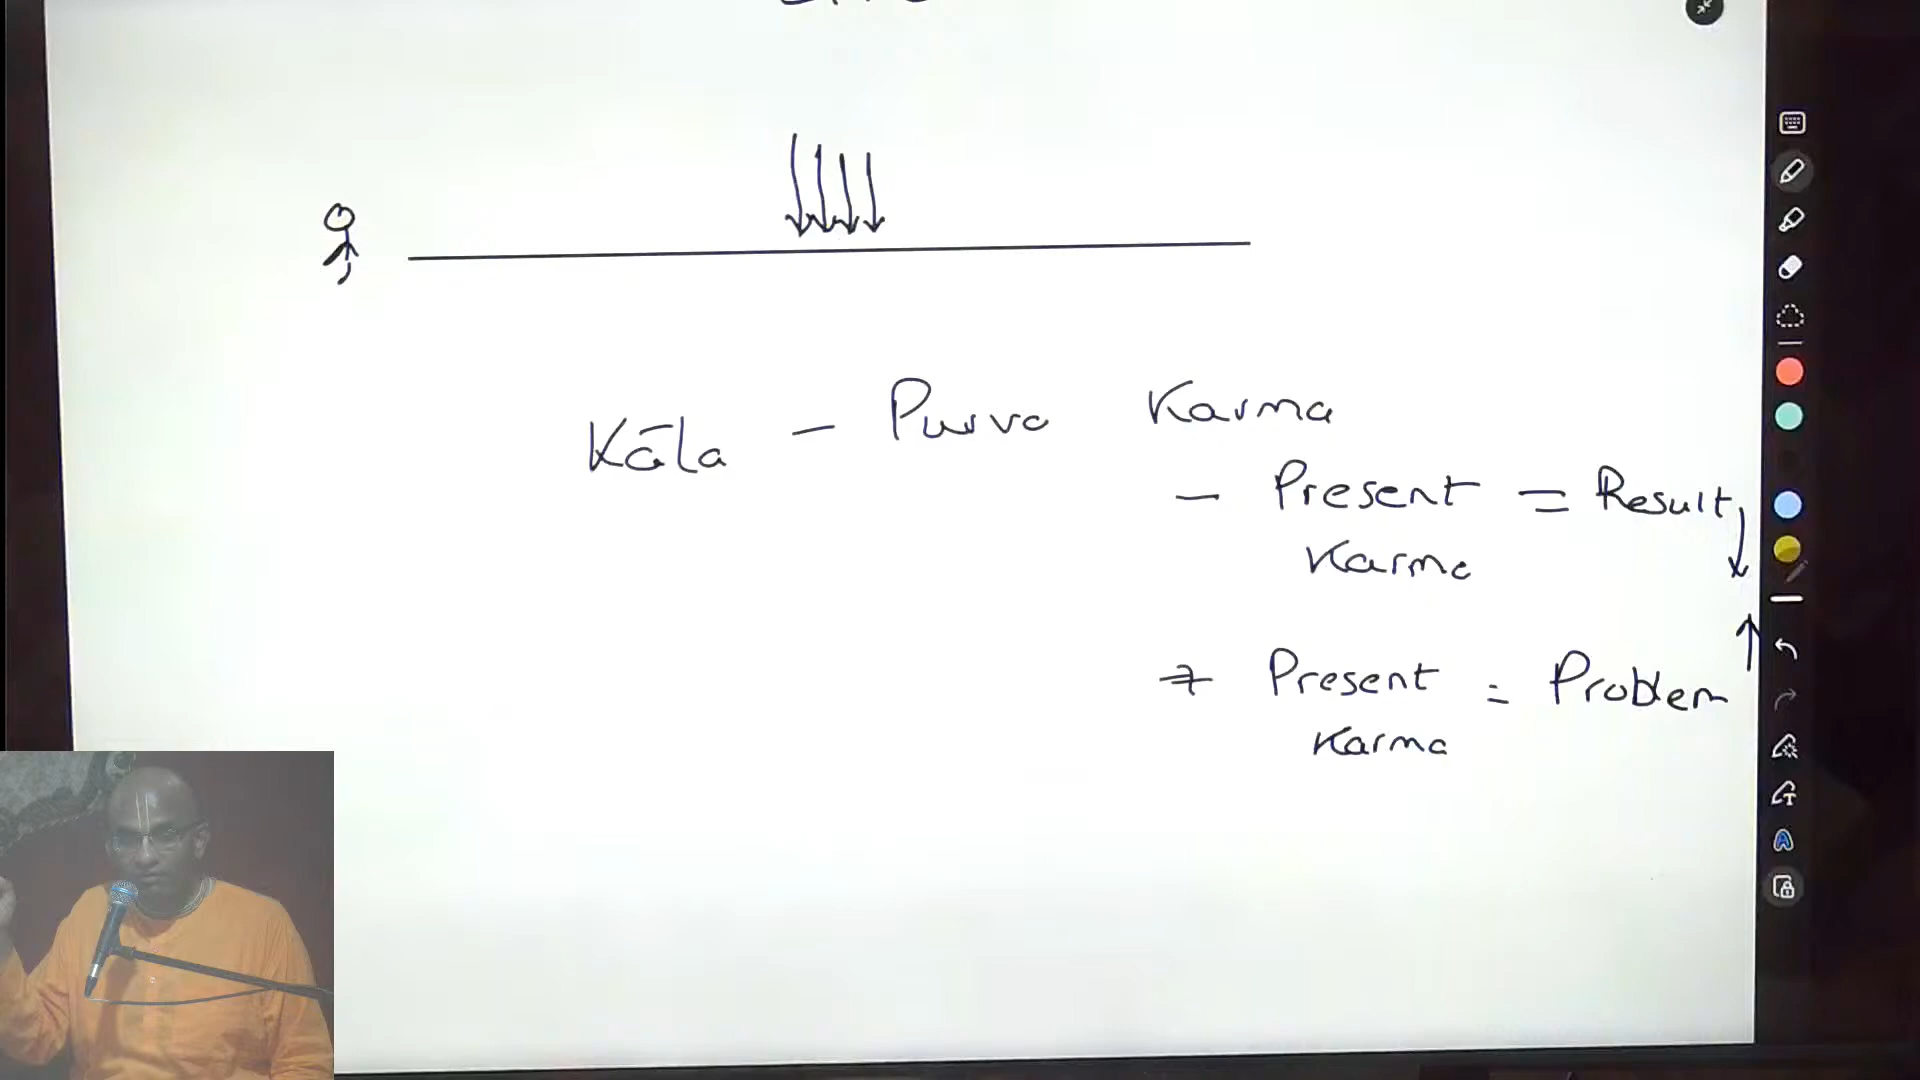 Kāla - Purva Karma
- Present = Result
Karma
Present = Problem
Karma